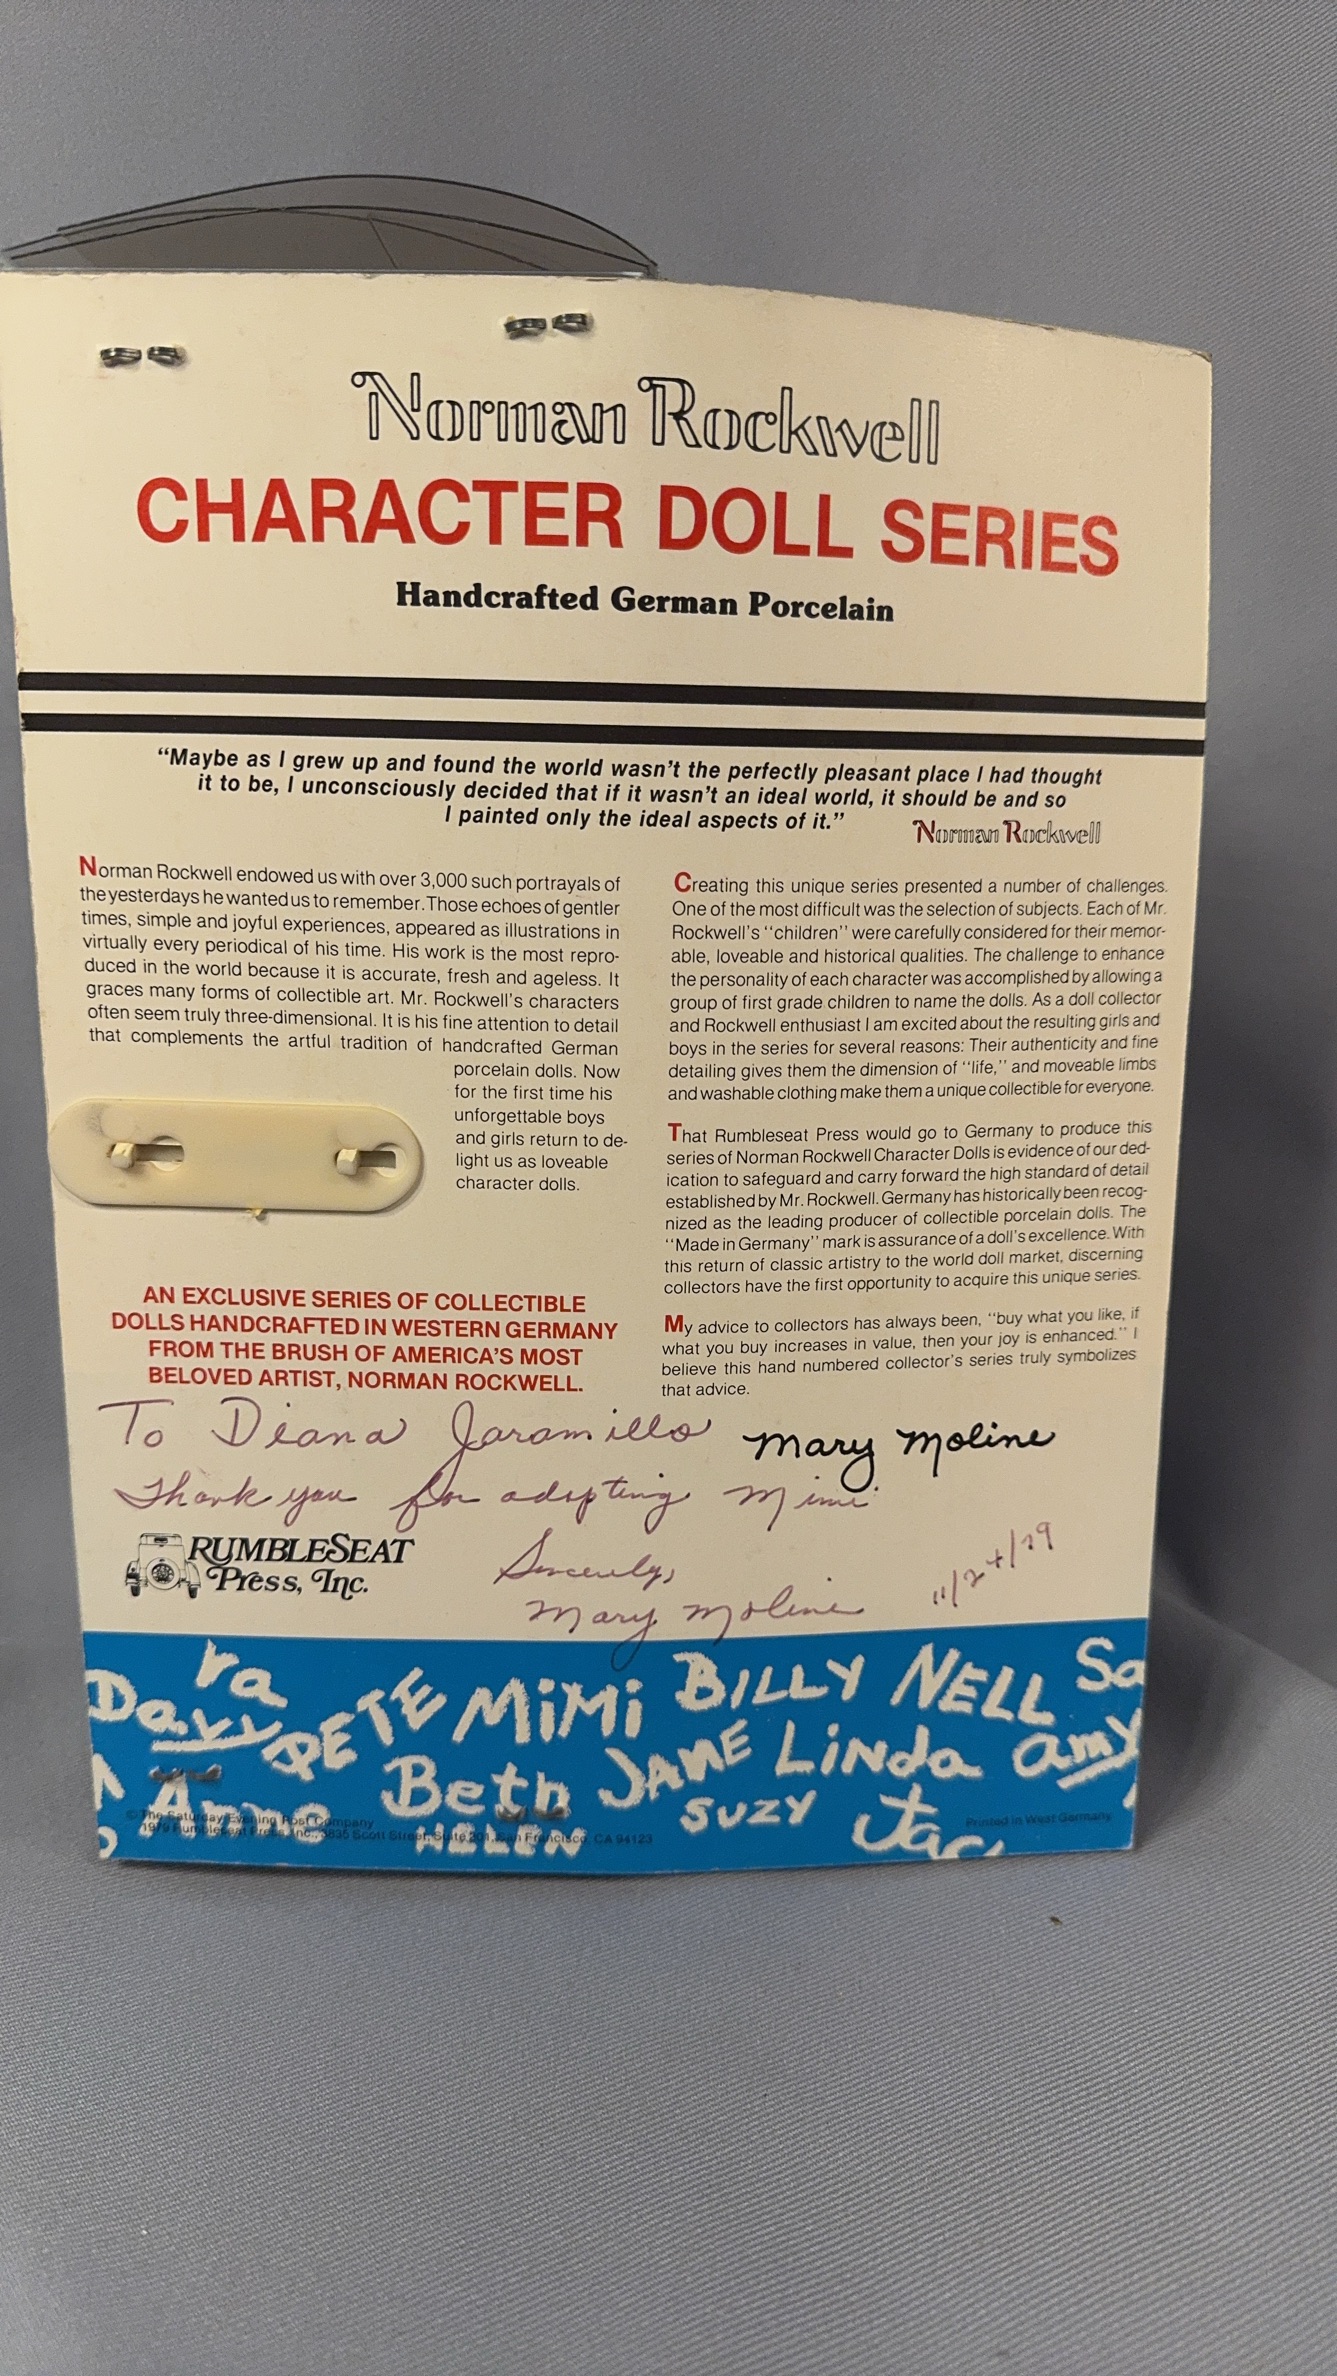 Norman Rockwell
CHARACTER DOLL SERIES
Handcrafted German Porcelain
“Maybe as I grew up and found the world wasn’t the perfectly pleasant place I had thought
it to be, I unconsciously decided that if it wasn’t an ideal world, it should be and so
I painted only the ideal aspects of it.”
Norman Rockwell
Norman Rockwell endowed us with over 3,000 such portrayals of
the yesterdays he wanted us to remember. Those echoes of gentler
times, simple and joyful experiences, appeared as illustrations in
virtually every periodical of his time. His work is the most repro-
duced in the world because it is accurate, fresh and ageless. It
graces many forms of collectible art. Mr. Rockwell’s characters
often seem truly three-dimensional. It is his fine attention to detail
that complements the artful tradition of handcrafted German
porcelain dolls. Now
for the first time his
unforgettable boys
and girls return to de-
light us as loveable
character dolls.
AN EXCLUSIVE SERIES OF COLLECTIBLE
DOLLS HANDCRAFTED IN WESTERN GERMANY
FROM THE BRUSH OF AMERICA’S MOST
BELOVED ARTIST, NORMAN ROCKWELL.
Creating this unique series presented a number of challenges.
One of the most difficult was the selection of subjects. Each of Mr.
Rockwell’s ‘‘children’’ were carefully considered for their memor-
able, loveable and historical qualities. The challenge to enhance
the personality of each character was accomplished by allowing a
group of first grade children to name the dolls. As a doll collector
and Rockwell enthusiast I am excited about the resulting girls and
boys in the series for several reasons: Their authenticity and fine
detailing gives them the dimension of ‘‘life,’’ and moveable limbs
and washable clothing make them a unique collectible for everyone.
That Rumbleseat Press would go to Germany to produce this
series of Norman Rockwell Character Dolls is evidence of our ded-
ication to safeguard and carry forward the high standard of detail
established by Mr. Rockwell. Germany has historically been recog-
nized as the leading producer of collectible porcelain dolls. The
‘‘Made in Germany’’ mark is assurance of a doll’s excellence. With
this return of classic artistry to the world doll market, discerning
collectors have the first opportunity to acquire this unique series.
My advice to collectors has always been, ‘‘buy what you like, if
what you buy increases in value, then your joy is enhanced.’’ I
believe this hand numbered collector’s series truly symbolizes
that advice.
Mary Moline
To Diana Jaramillo
Thank you for adopting Mimi
Sincerely,
Mary Moline
11/24/79
RUMBLESEAT
Press, Inc.
ra
Davy PETE MiMi BILLY NELL Sa
Anne Beth JANE LiNda amy
HELEN SUZY Jac
© The Saturday Evening Post Company
1979 Rumbleseat Press, Inc., 3835 Scott Street, Suite 201, San Francisco, CA 94123
Printed in West Germany